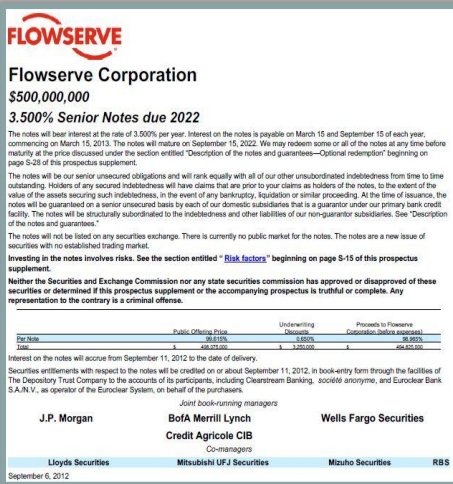 FLOWSERVE
Flowserve Corporation
$500,000,000
3.500% Senior Notes due 2022
The notes will bear interest at the rate of 3.500% per year. Interest on the notes is payable on March 15 and September 15 of each year,
commencing on March 15, 2013. The notes will mature on September 15, 2022. We may redeem some or all of the notes at any time before
maturity at the price discussed under the section entitled "Description of the notes and guarantees—Optional redemption" beginning on
page S-28 of this prospectus supplement.
The notes will be our senior unsecured obligations and will rank equally with all of our other unsubordinated indebtedness from time to time
outstanding. Holders of any secured indebtedness will have claims that are prior to your claims as holders of the notes, to the extent of the
value of the assets securing such indebtedness, in the event of any bankruptcy, liquidation or similar proceeding. At the time of issuance, the
notes will be guaranteed on a senior unsecured basis by each of our domestic subsidiaries that is a guarantor under our primary bank credit
facility. The notes will be structurally subordinated to the indebtedness and other liabilities of our non-guarantor subsidiaries. See "Description
of the notes and guarantees."
The notes will not be listed on any securities exchange. There is currently no public market for the notes. The notes are a new issue of
securities with no established trading market.
Investing in the notes involves risks. See the section entitled " Risk factors" beginning on page S-15 of this prospectus
supplement.
Neither the Securities and Exchange Commission nor any state securities commission has approved or disapproved of these
securities or determined if this prospectus supplement or the accompanying prospectus is truthful or complete. Any
representation to the contrary is a criminal offense.
Underwriting Proceeds to Flowserve
Public Offering Price Discounts Corporation (before expenses)
Per Note 99.615% 0.650% 98.965%
Total $ 498,075,000 $ 3,250,000 $ 494,825,000
Interest on the notes will accrue from September 11, 2012 to the date of delivery.
Securities entitlements with respect to the notes will be credited on or about September 11, 2012, in book-entry form through the facilities of
The Depository Trust Company to the accounts of its participants, including Clearstream Banking, société anonyme, and Euroclear Bank
S.A./N.V., as operator of the Euroclear System, on behalf of the purchasers.
Joint book-running managers
J.P. Morgan BofA Merrill Lynch Wells Fargo Securities
Credit Agricole CIB
Co-managers
Lloyds Securities Mitsubishi UFJ Securities Mizuho Securities RBS
September 6, 2012